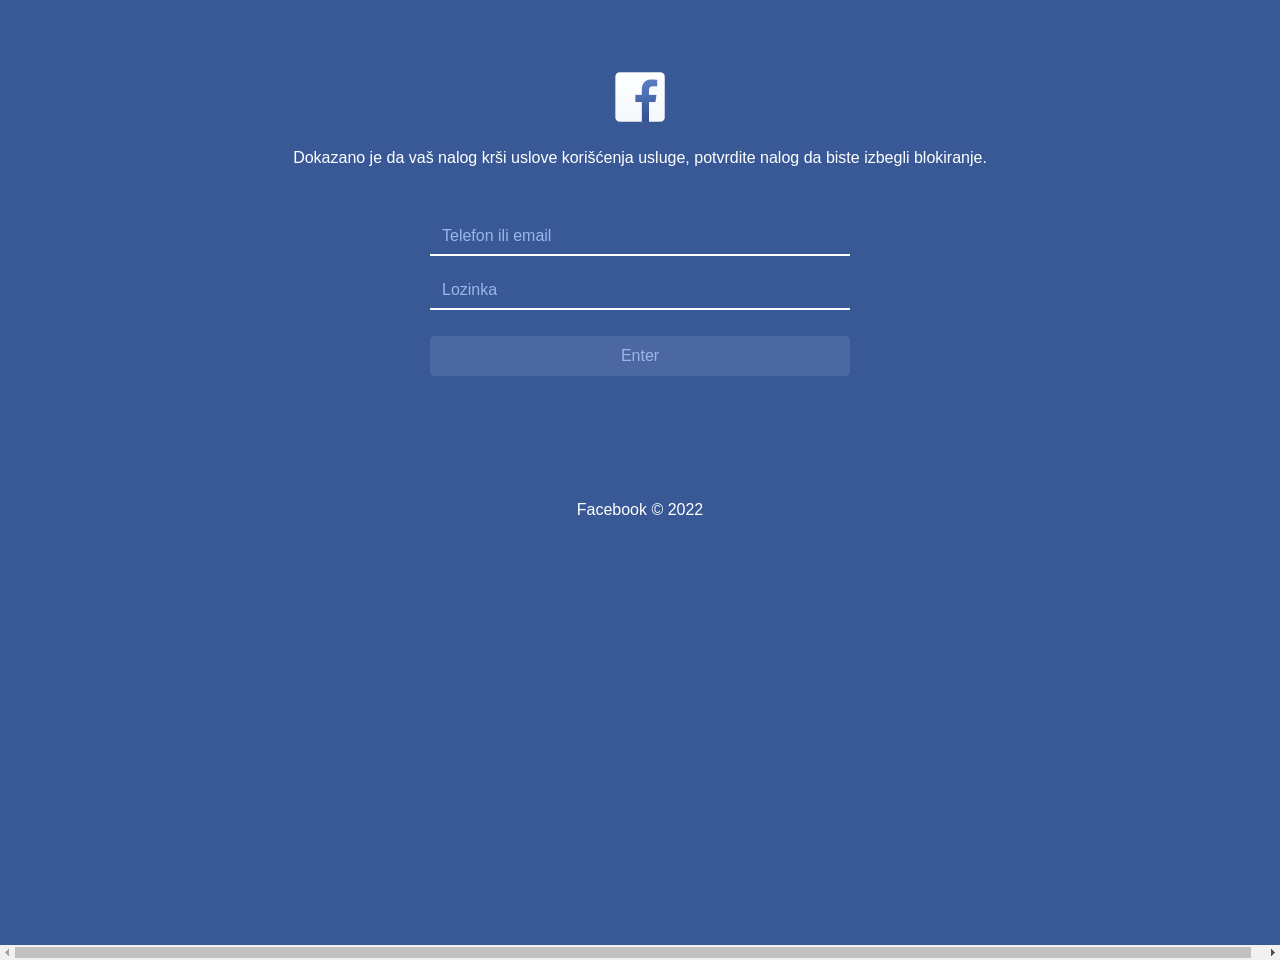 Dokazano je da vaš nalog krši uslove korišćenja usluge, potvrdite nalog da biste izbegli blokiranje.
Telefon ili email
Lozinka
Enter
Facebook © 2022